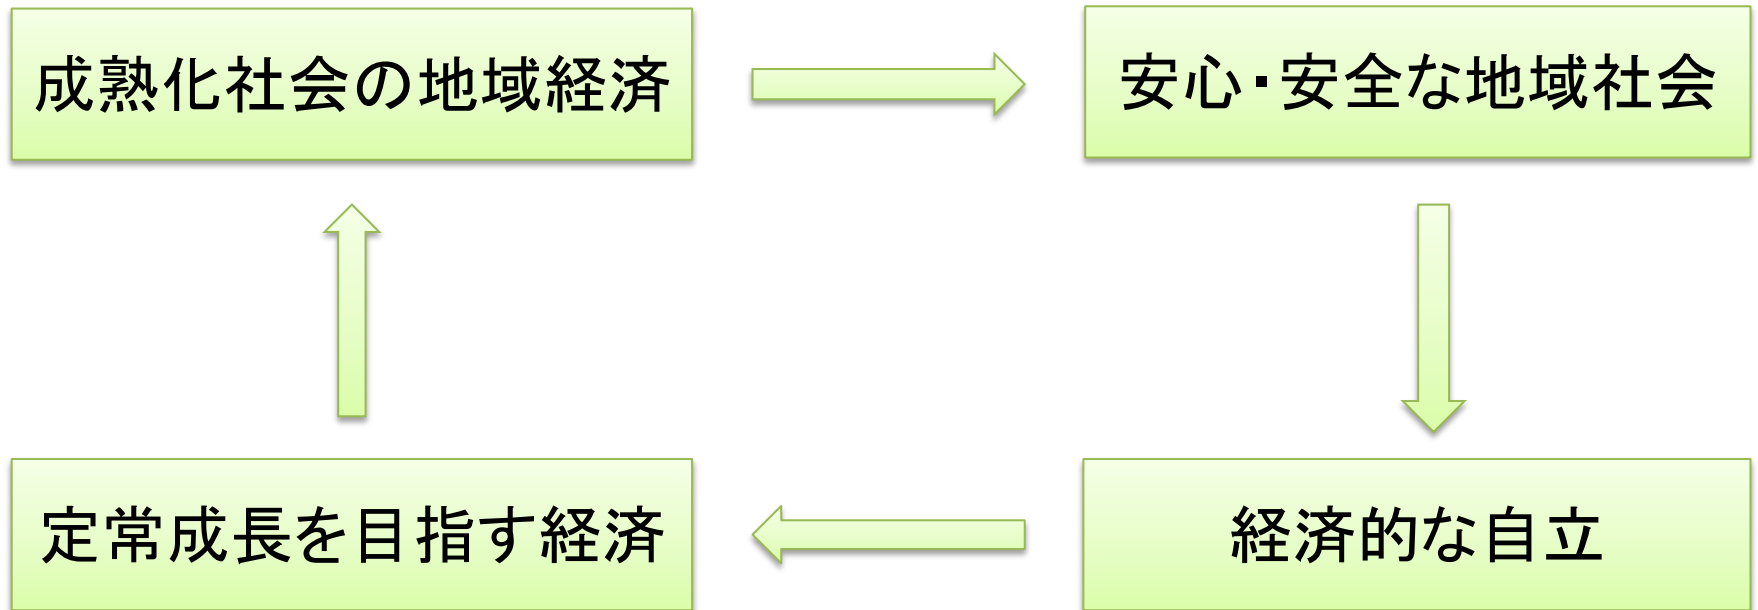 成熟化社会の地域経済
安心・安全な地域社会
定常成長を目指す経済
経済的な自立